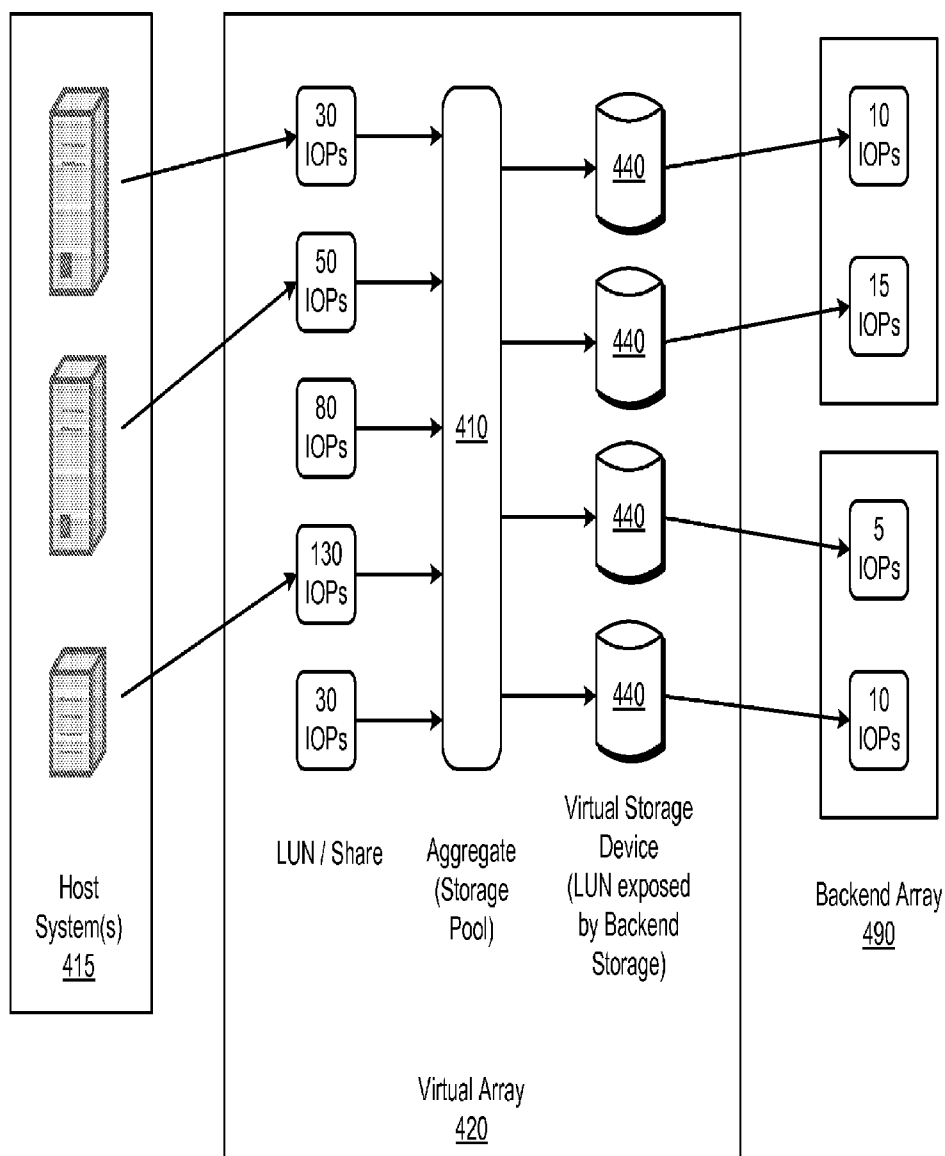 30
IOPs
50
IOPs
80
IOPs
130
IOPs
30
IOPs
410
440
440
440
440
10
IOPs
15
IOPs
5
IOPs
10
IOPs
Host
System(s)
415
LUN / Share
Aggregate
(Storage
Pool)
Virtual Storage
Device
(LUN exposed
by Backend
Storage)
Backend Array
490
Virtual Array
420